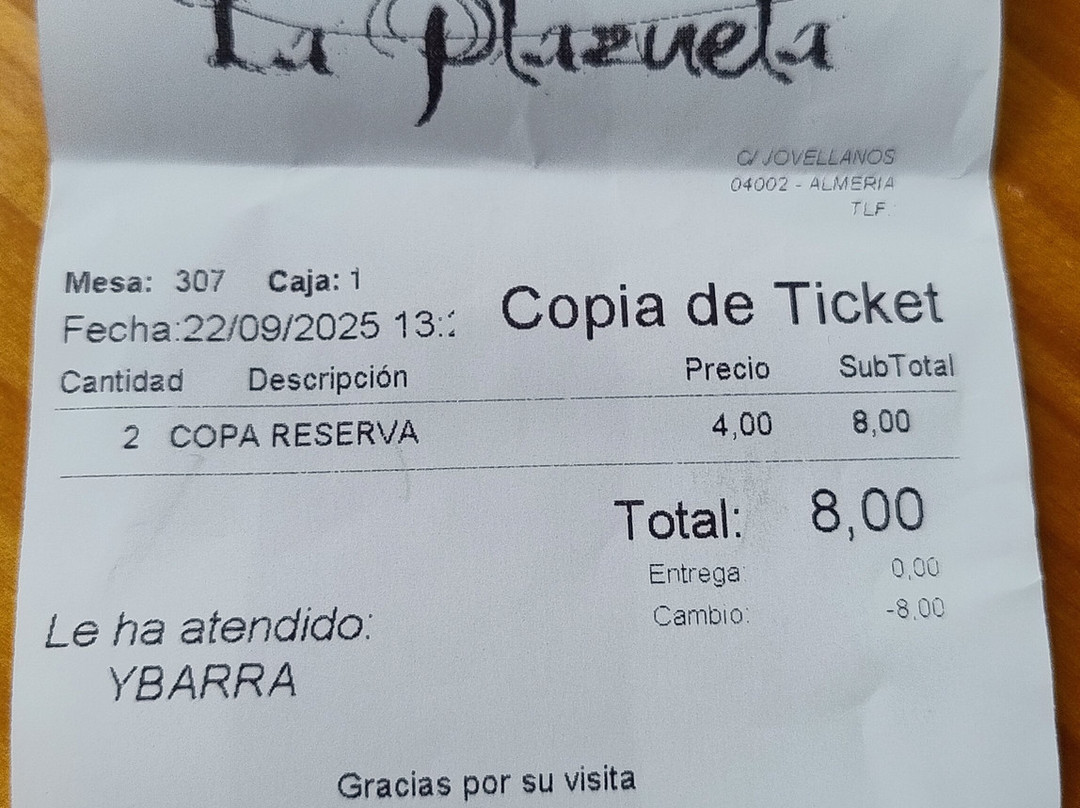 La Plazuela
C/ JOVELLANOS
04002 - ALMERIA
TLF.
Mesa: 307 Caja: 1
Copia de Ticket
Fecha:22/09/2025 13:
Cantidad Descripción Precio SubTotal
2 COPA RESERVA 4,00 8,00
Total: 8,00
Entrega: 0,00
Cambio: -8,00
Le ha atendido:
YBARRA
Gracias por su visita